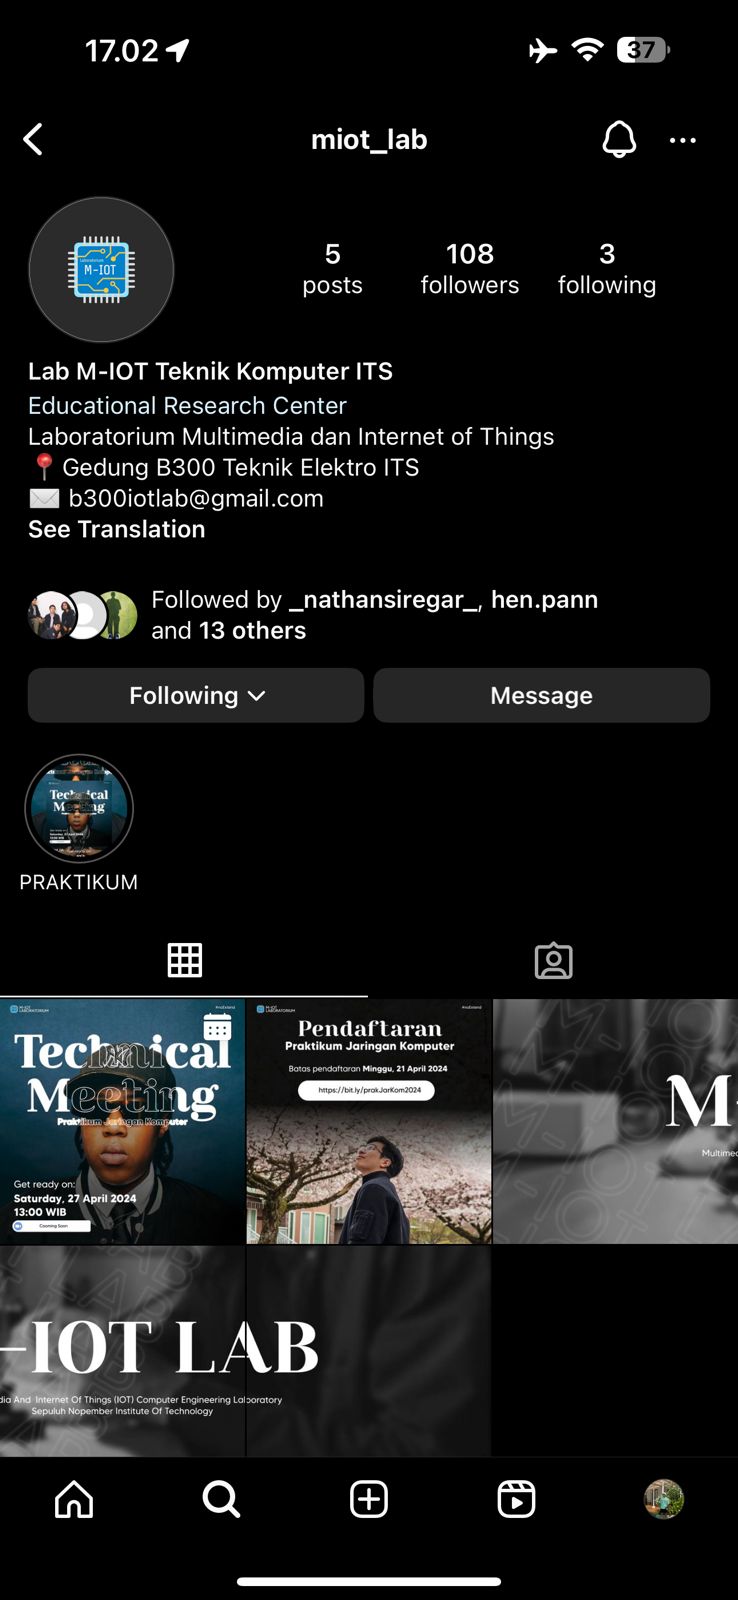 17.02
37
miot_lab
5
posts
108
followers
3
following
Laboratorium
M-IOT
Lab M-IOT Teknik Komputer ITS
Educational Research Center
Laboratorium Multimedia dan Internet of Things
📍 Gedung B300 Teknik Elektro ITS
✉️ b300iotlab@gmail.com
See Translation
Followed by _nathansiregar_, hen.pann
and 13 others
Following
Message
Technical
Meeting
PRAKTIKUM
M-IOT
LABORATORIUM
Technical
Meeting
Praktikum Jaringan Komputer
Get ready on:
Saturday, 27 April 2024
13:00 WIB
Cooming Soon
M-IOT
LABORATORIUM
Pendaftaran
Praktikum Jaringan Komputer
Batas pendaftaran Minggu, 21 April 2024
https://bit.ly/prokJarKom2024
M-
Multimed
-IOT LAB
dia And Internet Of Things (IOT) Computer Engineering Laboratory
Sepuluh Nopember Institute Of Technology